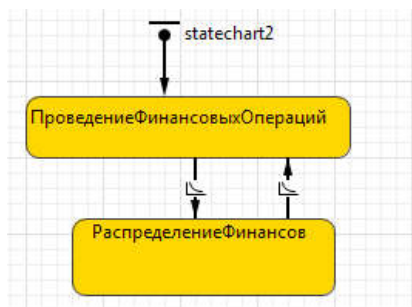 statechart2
ПроведениеФинансовыхОпераций
РаспределениеФинансов